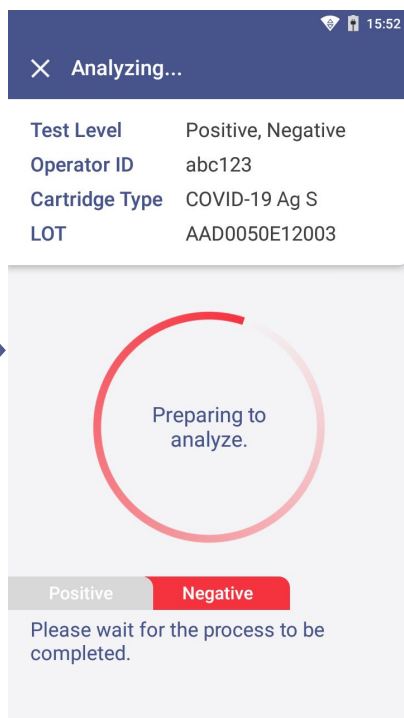 15:52
Analyzing...
Test Level Positive, Negative
Operator ID abc123
Cartridge Type COVID-19 Ag S
LOT AAD0050E12003
Preparing to
analyze.
Positive Negative
Please wait for the process to be
completed.